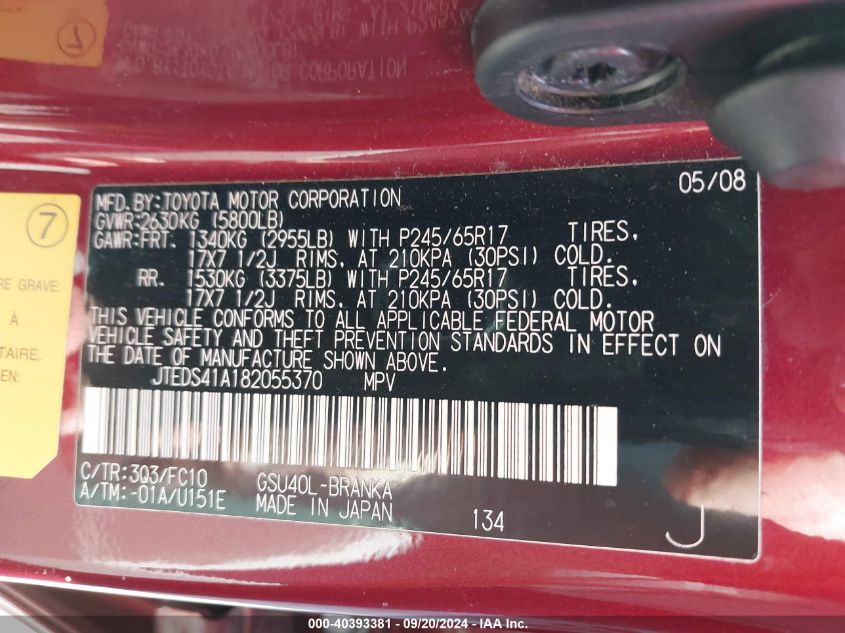 05/08
MFD.BY:TOYOTA MOTOR CORPORATION
GVWR:2630KG (5800LB)
GAWR:FRT. 1340KG (2955LB) WITH P245/65R17 TIRES,
17X7 1/2J RIMS. AT 210KPA (30PSI) COLD.
RR. 1530KG (3375LB) WITH P245/65R17 TIRES,
17X7 1/2J RIMS. AT 210KPA (30PSI) COLD.
THIS VEHICLE CONFORMS TO ALL APPLICABLE FEDERAL MOTOR
VEHICLE SAFETY AND THEFT PREVENTION STANDARDS IN EFFECT ON
THE DATE OF MANUFACTURE SHOWN ABOVE.
JTEDS41A182055370 MPV
C/TR:3Q3/FC10 GSU40L-BRANKA
A/TM:-01A/U151E MADE IN JAPAN 134 J
7
RE GRAVE:
À
TAIRE.
EN:
000-40393381 - 09/20/2024 - IAA Inc.